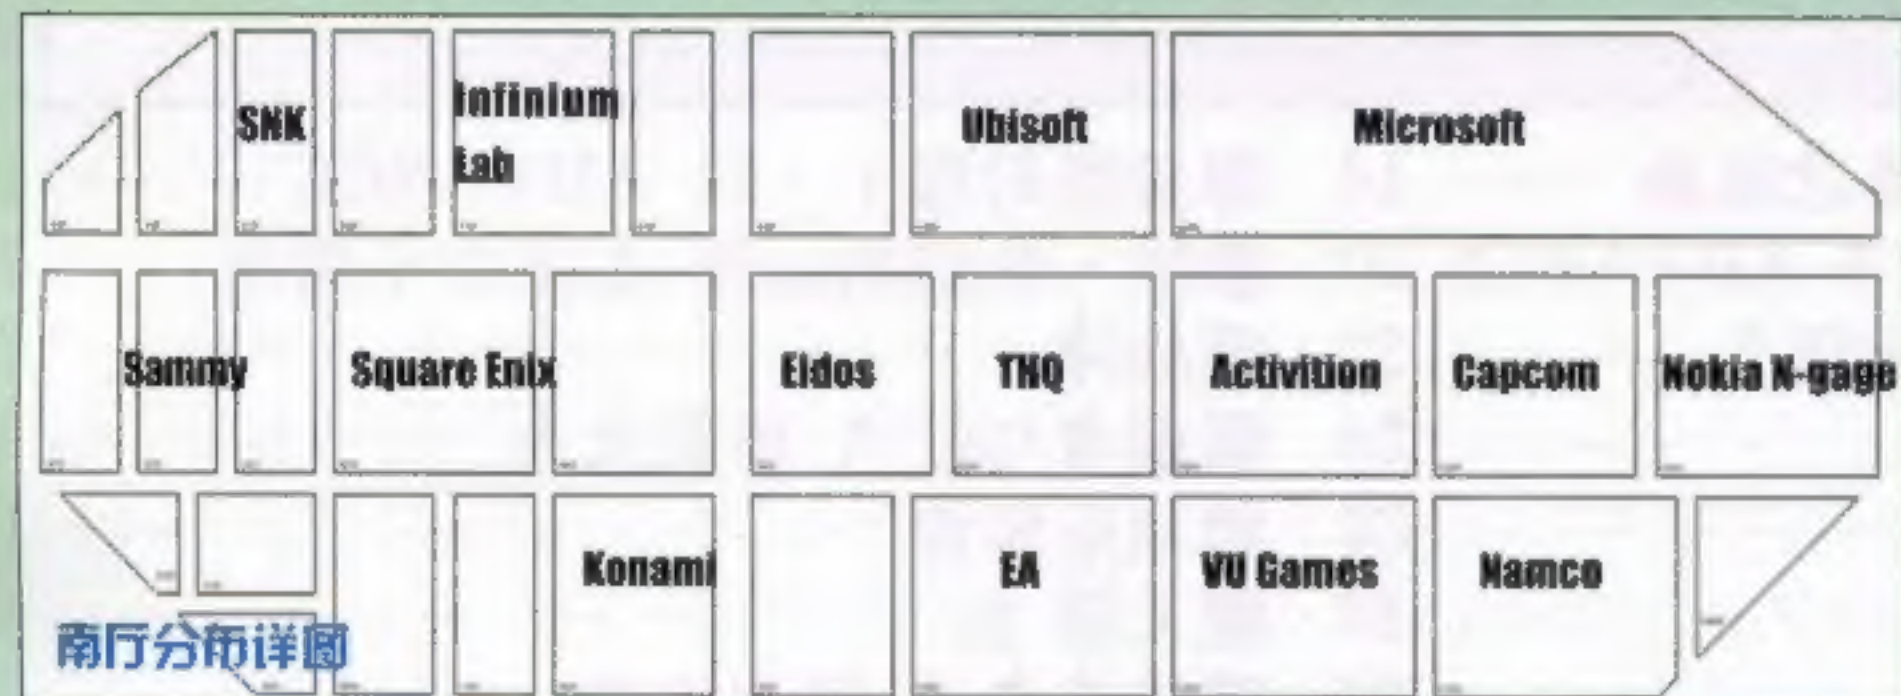 SNK
Infinium
Lab
Ubisoft
Microsoft
Sammy
Square Enix
Eidos
THQ
Activition
Capcom
Nokia N-gage
Konami
EA
VU Games
Namco
南厅分布详图